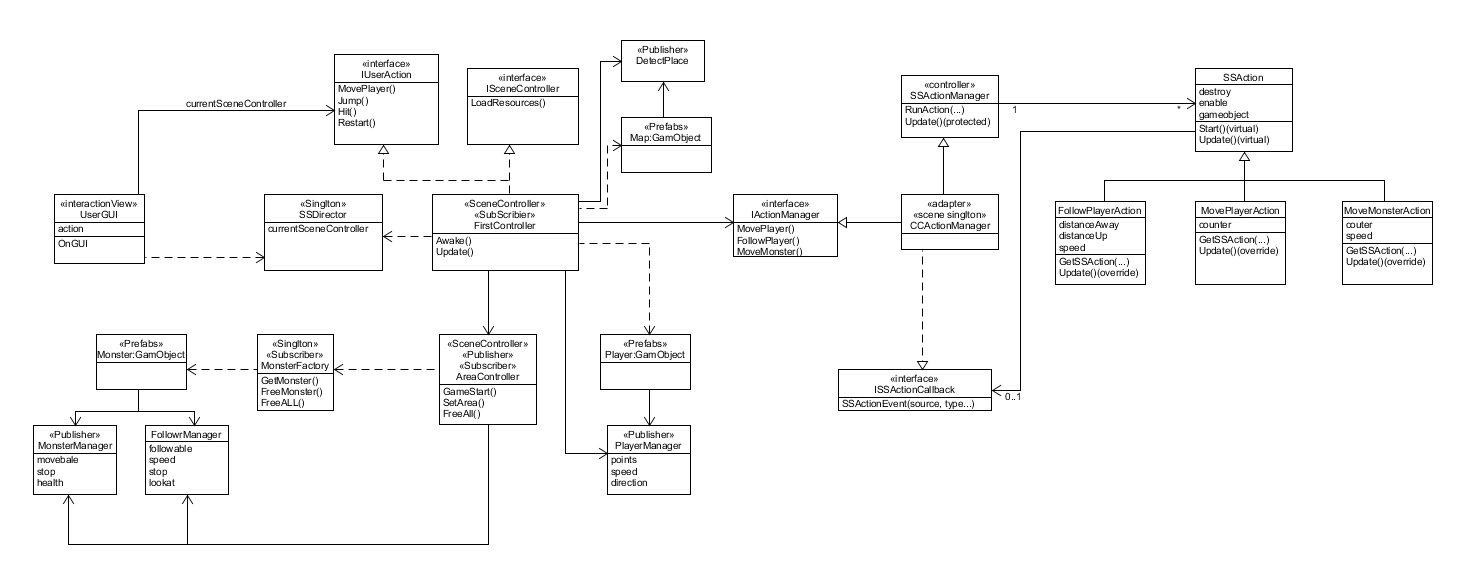 «Publisher»
DetectPlace
«interface»
IUserAction
MovePlayer()
Jump()
Hit()
Restart()
«interface»
ISceneController
LoadResources()
currentSceneController
«Prefabs»
Map:GamObject
«controller»
SSActionManager
RunAction(...)
Update()(protected)
1
*
SSAction
destroy
enable
gameobject
Start()(virtual)
Update()(virtual)
«interactionView»
UserGUI
action
OnGUI
«Singlton»
SSDirector
currentSceneController
«SceneController»
«SubScribier»
FirstController
Awake()
Update()
«interface»
IActionManager
MovePlayer()
FollowPlayer()
MoveMonster()
«adapter»
«scene singlton»
CCActionManager
FollowPlayerAction
distanceAway
distanceUp
speed
GetSSAction(...)
Update()(override)
MovePlayerAction
counter
GetSSAction(...)
Update()(override)
MoveMonsterAction
couter
speed
GetSSAction(...)
Update()(override)
«Prefabs»
Monster:GamObject
«Singlton»
«Subscriber»
MonsterFactory
GetMonster()
FreeMonster()
FreeALL()
«SceneController»
«Publisher»
«Subscriber»
AreaController
GameStart()
SetArea()
FreeAll()
«Prefabs»
Player:GamObject
«interface»
ISSActionCallback
SSActionEvent(source, type...)
0..1
«Publisher»
MonsterManager
movebale
stop
health
FollowrManager
followable
speed
stop
lookat
«Publisher»
PlayerManager
points
speed
direction